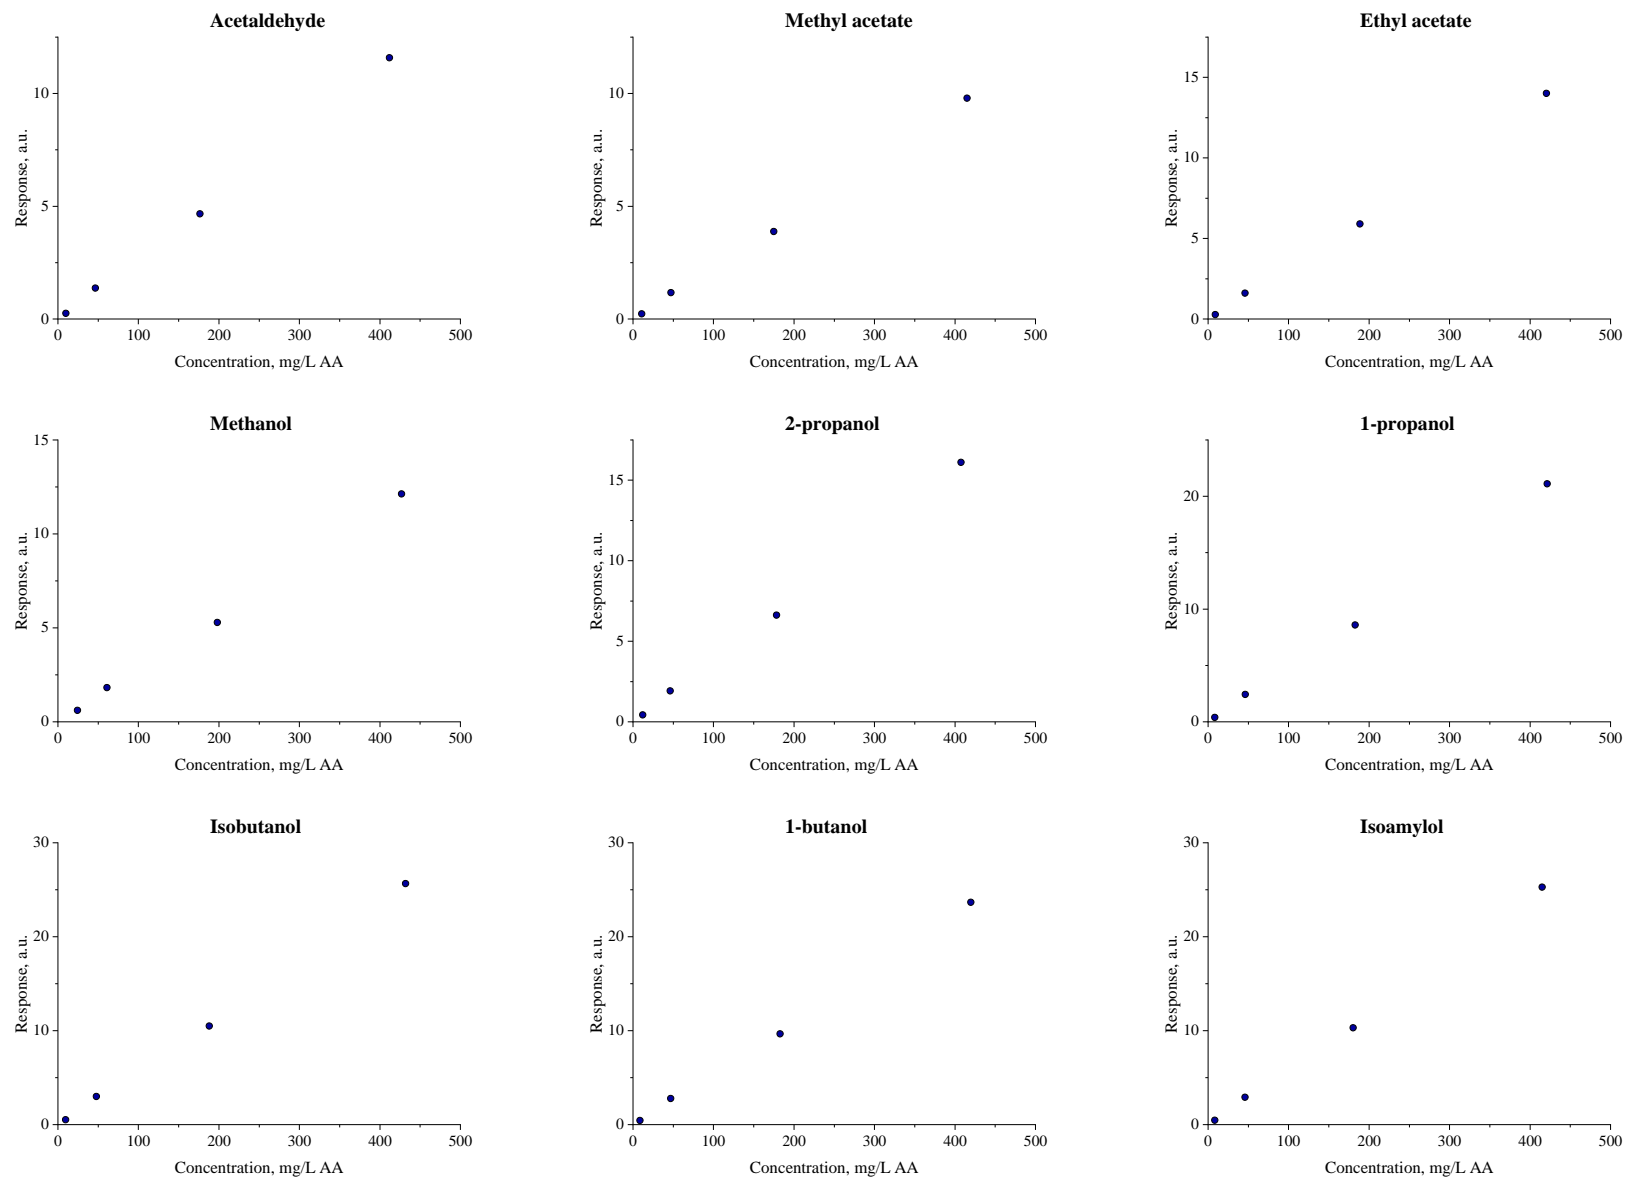 Acetaldehyde
10
5
0
0 100 200 300 400 500
Response, a.u.
Concentration, mg/L AA
Methyl acetate
10
5
0
0 100 200 300 400 500
Response, a.u.
Concentration, mg/L AA
Ethyl acetate
15
10
5
0
0 100 200 300 400 500
Response, a.u.
Concentration, mg/L AA
Methanol
15
10
5
0
0 100 200 300 400 500
Response, a.u.
Concentration, mg/L AA
2-propanol
15
10
5
0
0 100 200 300 400 500
Response, a.u.
Concentration, mg/L AA
1-propanol
20
10
0
0 100 200 300 400 500
Response, a.u.
Concentration, mg/L AA
Isobutanol
30
20
10
0
0 100 200 300 400 500
Response, a.u.
Concentration, mg/L AA
1-butanol
30
20
10
0
0 100 200 300 400 500
Response, a.u.
Concentration, mg/L AA
Isoamylol
30
20
10
0
0 100 200 300 400 500
Response, a.u.
Concentration, mg/L AA